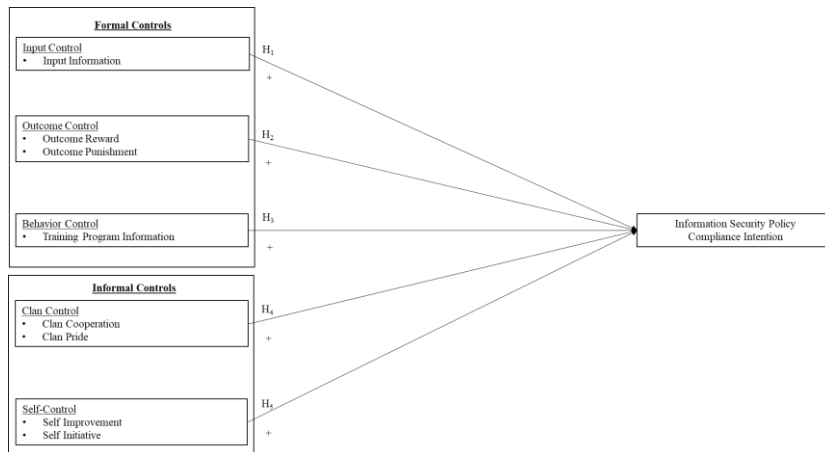 Formal Controls
Input Control
• Input Information
H₁
+
Outcome Control
• Outcome Reward
• Outcome Punishment
H₂
+
Behavior Control
• Training Program Information
H₃
+
Information Security Policy
Compliance Intention
Informal Controls
Clan Control
• Clan Cooperation
• Clan Pride
H₄
+
Self-Control
• Self Improvement
• Self Initiative
H₅
+